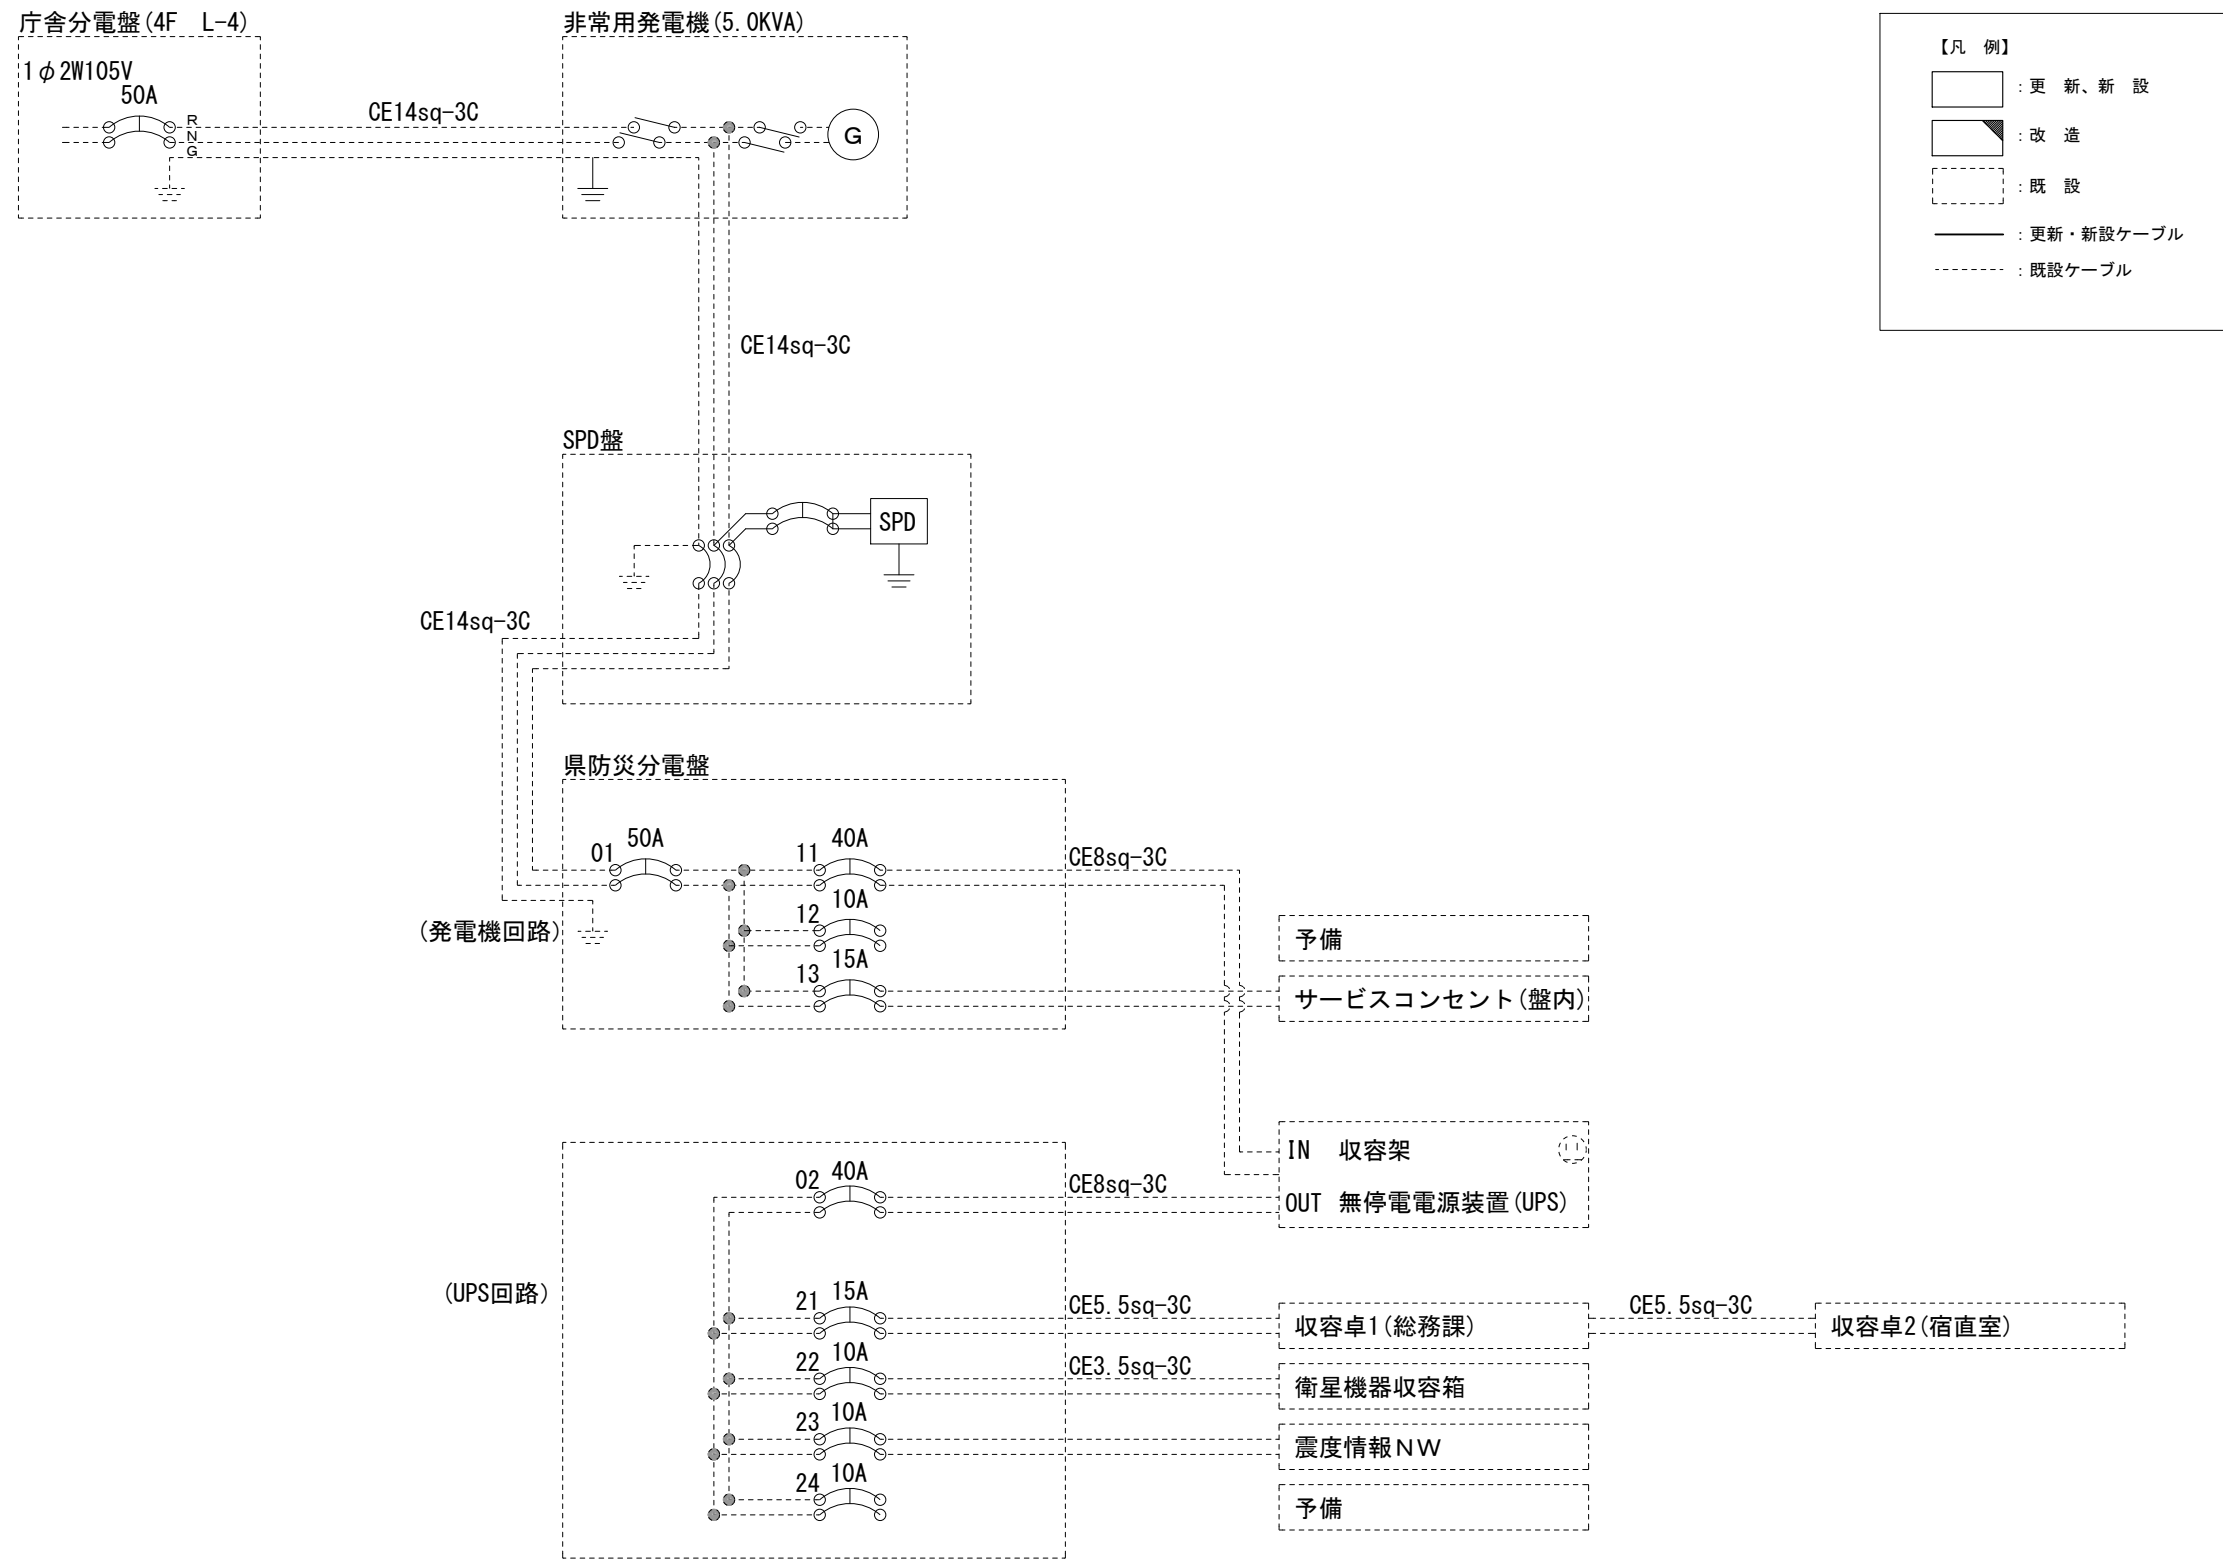 庁舎分電盤(4F　L-4)
1φ2W105V
50A
R
N
G
CE14sq-3C
非常用発電機(5.0KVA)
G
【凡　例】
：更　新、新　設
：改　造
：既　設
：更新・新設ケーブル
：既設ケーブル
CE14sq-3C
SPD盤
SPD
CE14sq-3C
県防災分電盤
01
50A
11
40A
CE8sq-3C
12
10A
(発電機回路)
予備
13
15A
サービスコンセント(盤内)
IN　収容架
02
40A
CE8sq-3C
OUT 無停電電源装置(UPS)
(UPS回路)
21
15A
CE5.5sq-3C
収容卓1(総務課)
CE5.5sq-3C
収容卓2(宿直室)
22
10A
CE3.5sq-3C
衛星機器収容箱
23
10A
震度情報ＮＷ
24
10A
予備